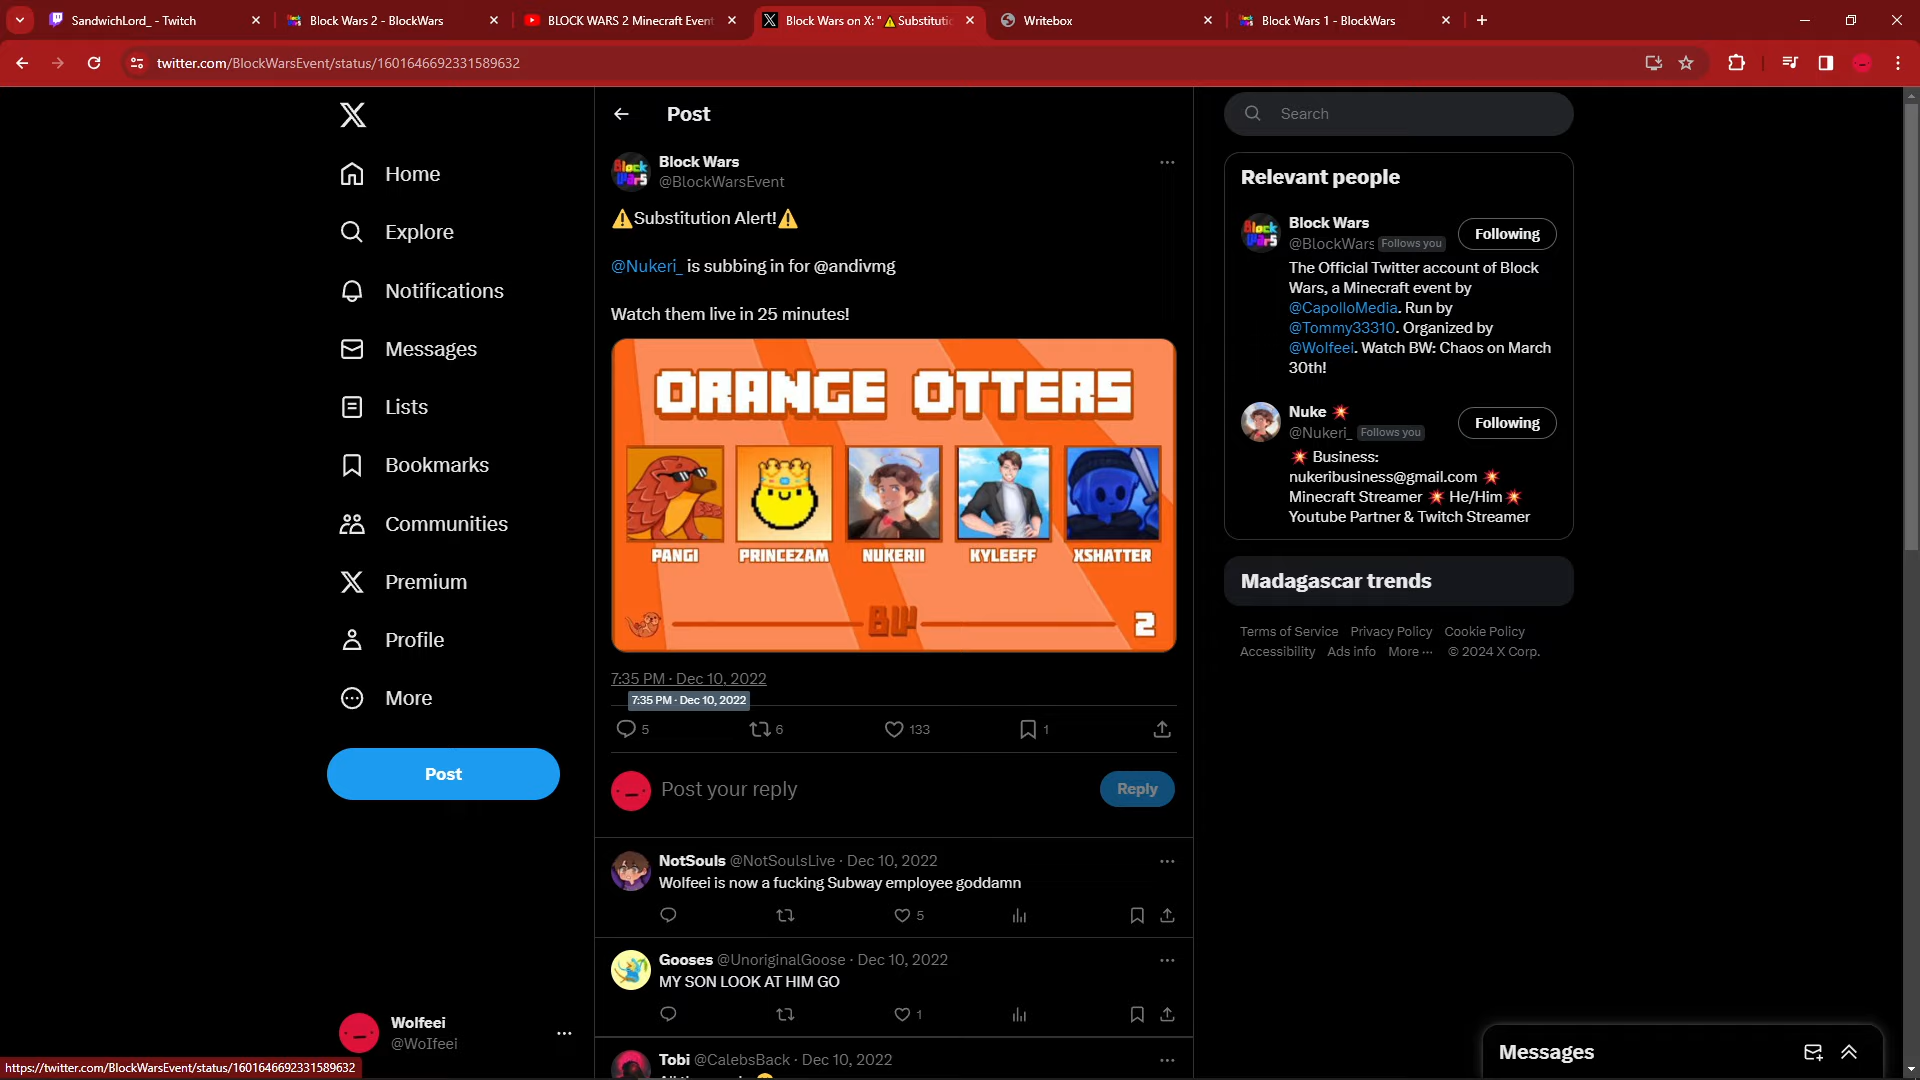 SandwichLord_ - Twitch
Block Wars 2 - BlockWars
BLOCK WARS 2 Minecraft Event
Block Wars on X: "⚠Substitutio
Writebox
Block Wars 1 - BlockWars
twitter.com/BlockWarsEvent/status/1601646692331589632
Home
Explore
Notifications
Messages
Lists
Bookmarks
Communities
Premium
Profile
More
Post
Wolfeei
@WoIfeei
Post
Block Wars
@BlockWarsEvent
⚠Substitution Alert!⚠
@Nukeri_ is subbing in for @andivmg
Watch them live in 25 minutes!
ORANGE OTTERS
PANGI PRINCEZAM NUKERII KYLEEFF XSHATTER
BW
2
7:35 PM · Dec 10, 2022
7:35 PM · Dec 10, 2022
5 6 133 1
Post your reply
Reply
NotSouls @NotSoulsLive · Dec 10, 2022
Wolfeei is now a fucking Subway employee goddamn
5
Gooses @UnoriginalGoose · Dec 10, 2022
MY SON LOOK AT HIM GO
1
Tobi @CalebsBack · Dec 10, 2022
Search
Relevant people
Block Wars
@BlockWars Follows you
Following
The Official Twitter account of Block
Wars, a Minecraft event by
@CapolloMedia. Run by
@Tommy33310. Organized by
@Wolfeei. Watch BW: Chaos on March
30th!
Nuke 💥
@Nukeri_ Follows you
Following
💥 Business:
nukeribusiness@gmail.com 💥
Minecraft Streamer 💥 He/Him💥
Youtube Partner & Twitch Streamer
Madagascar trends
Terms of Service Privacy Policy Cookie Policy
Accessibility Ads info More ··· © 2024 X Corp.
Messages
https://twitter.com/BlockWarsEvent/status/1601646692331589632